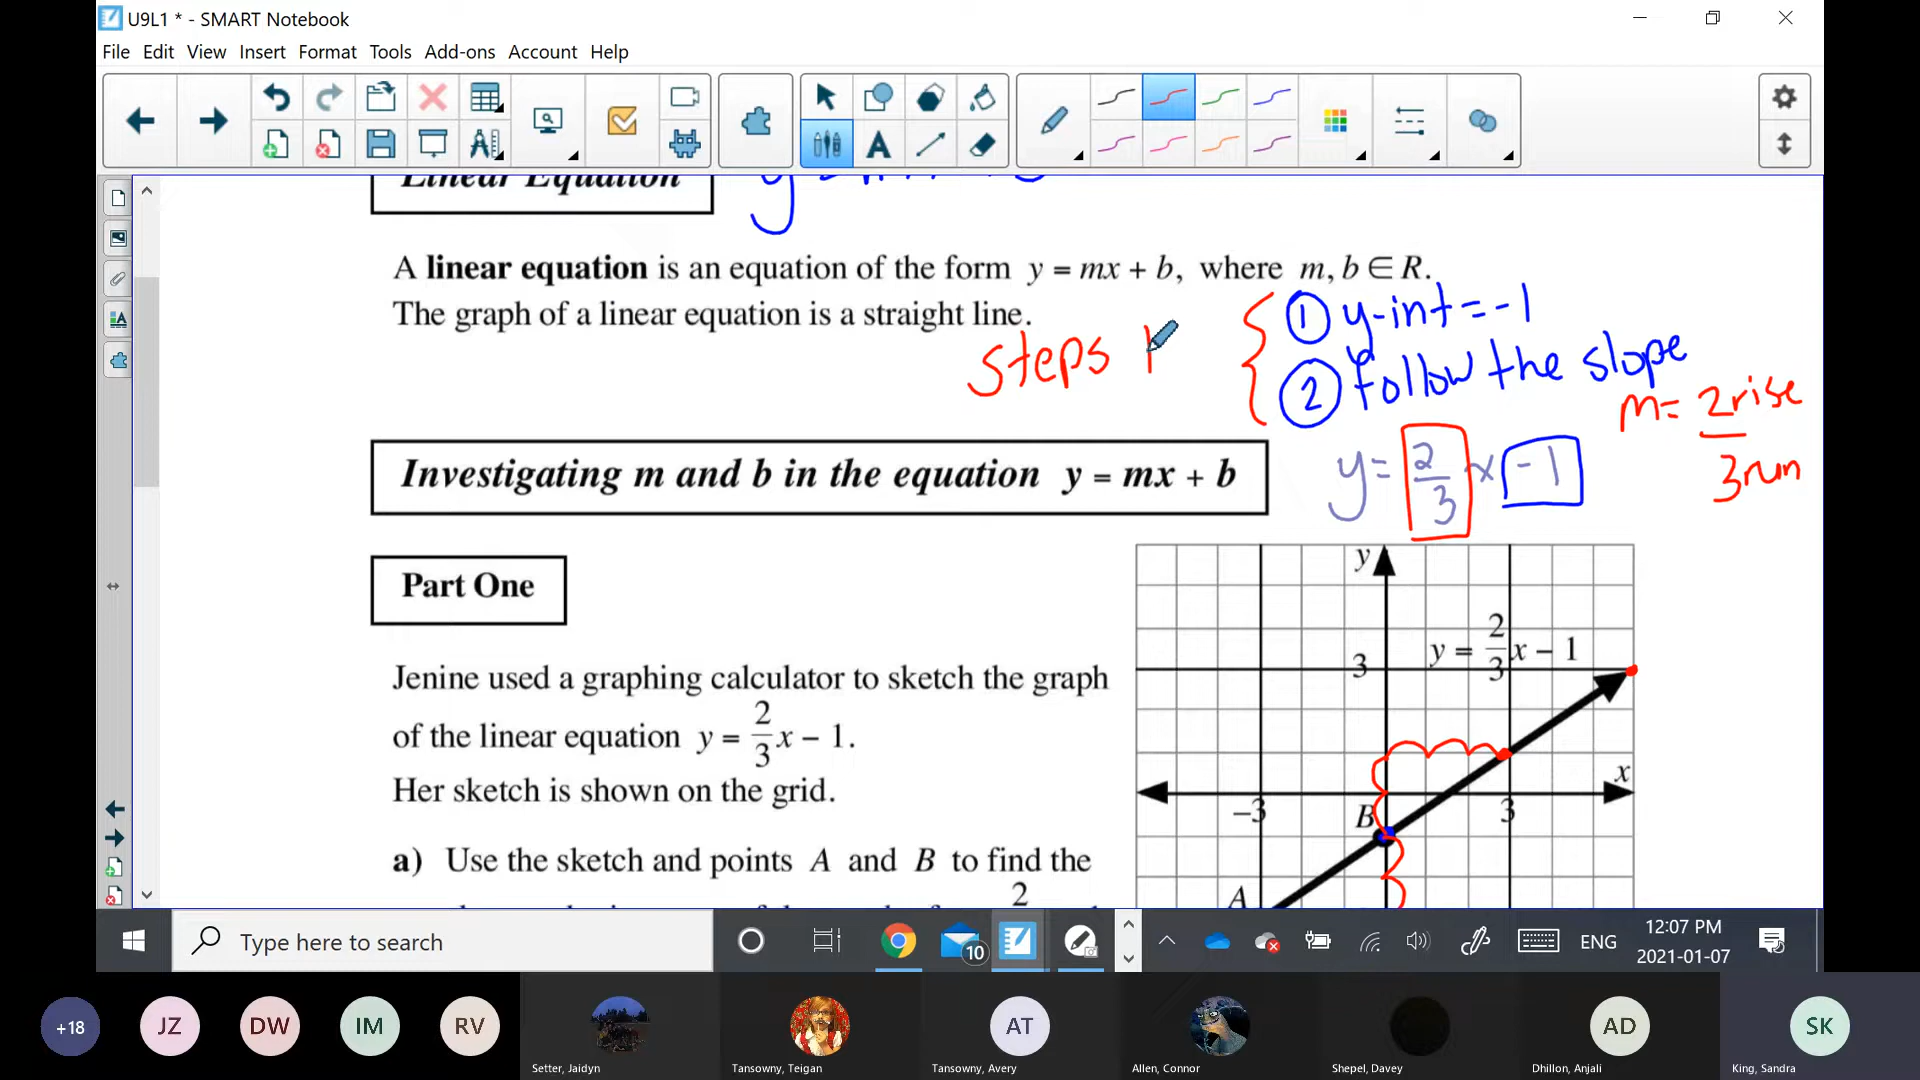 U9L1 * - SMART Notebook
File Edit View Insert Format Tools Add-ons Account Help
Linear Equation
A linear equation is an equation of the form y = mx + b, where m, b ∈ R.
The graph of a linear equation is a straight line.
Steps
① y-int = -1
② follow the slope
m = 2 rise
3 run
Investigating m and b in the equation y = mx + b
y = 2/3 x -1
Part One
y
3
y = 2/3 x − 1
Jenine used a graphing calculator to sketch the graph
of the linear equation y = 2/3 x − 1.
Her sketch is shown on the grid.
x
−3
B
3
a) Use the sketch and points A and B to find the
A
2
Type here to search
10
ENG
12:07 PM
2021-01-07
+18
JZ
DW
IM
RV
AT
AD
SK
Setter, Jaidyn
Tansowny, Teigan
Tansowny, Avery
Allen, Connor
Shepel, Davey
Dhillon, Anjali
King, Sandra